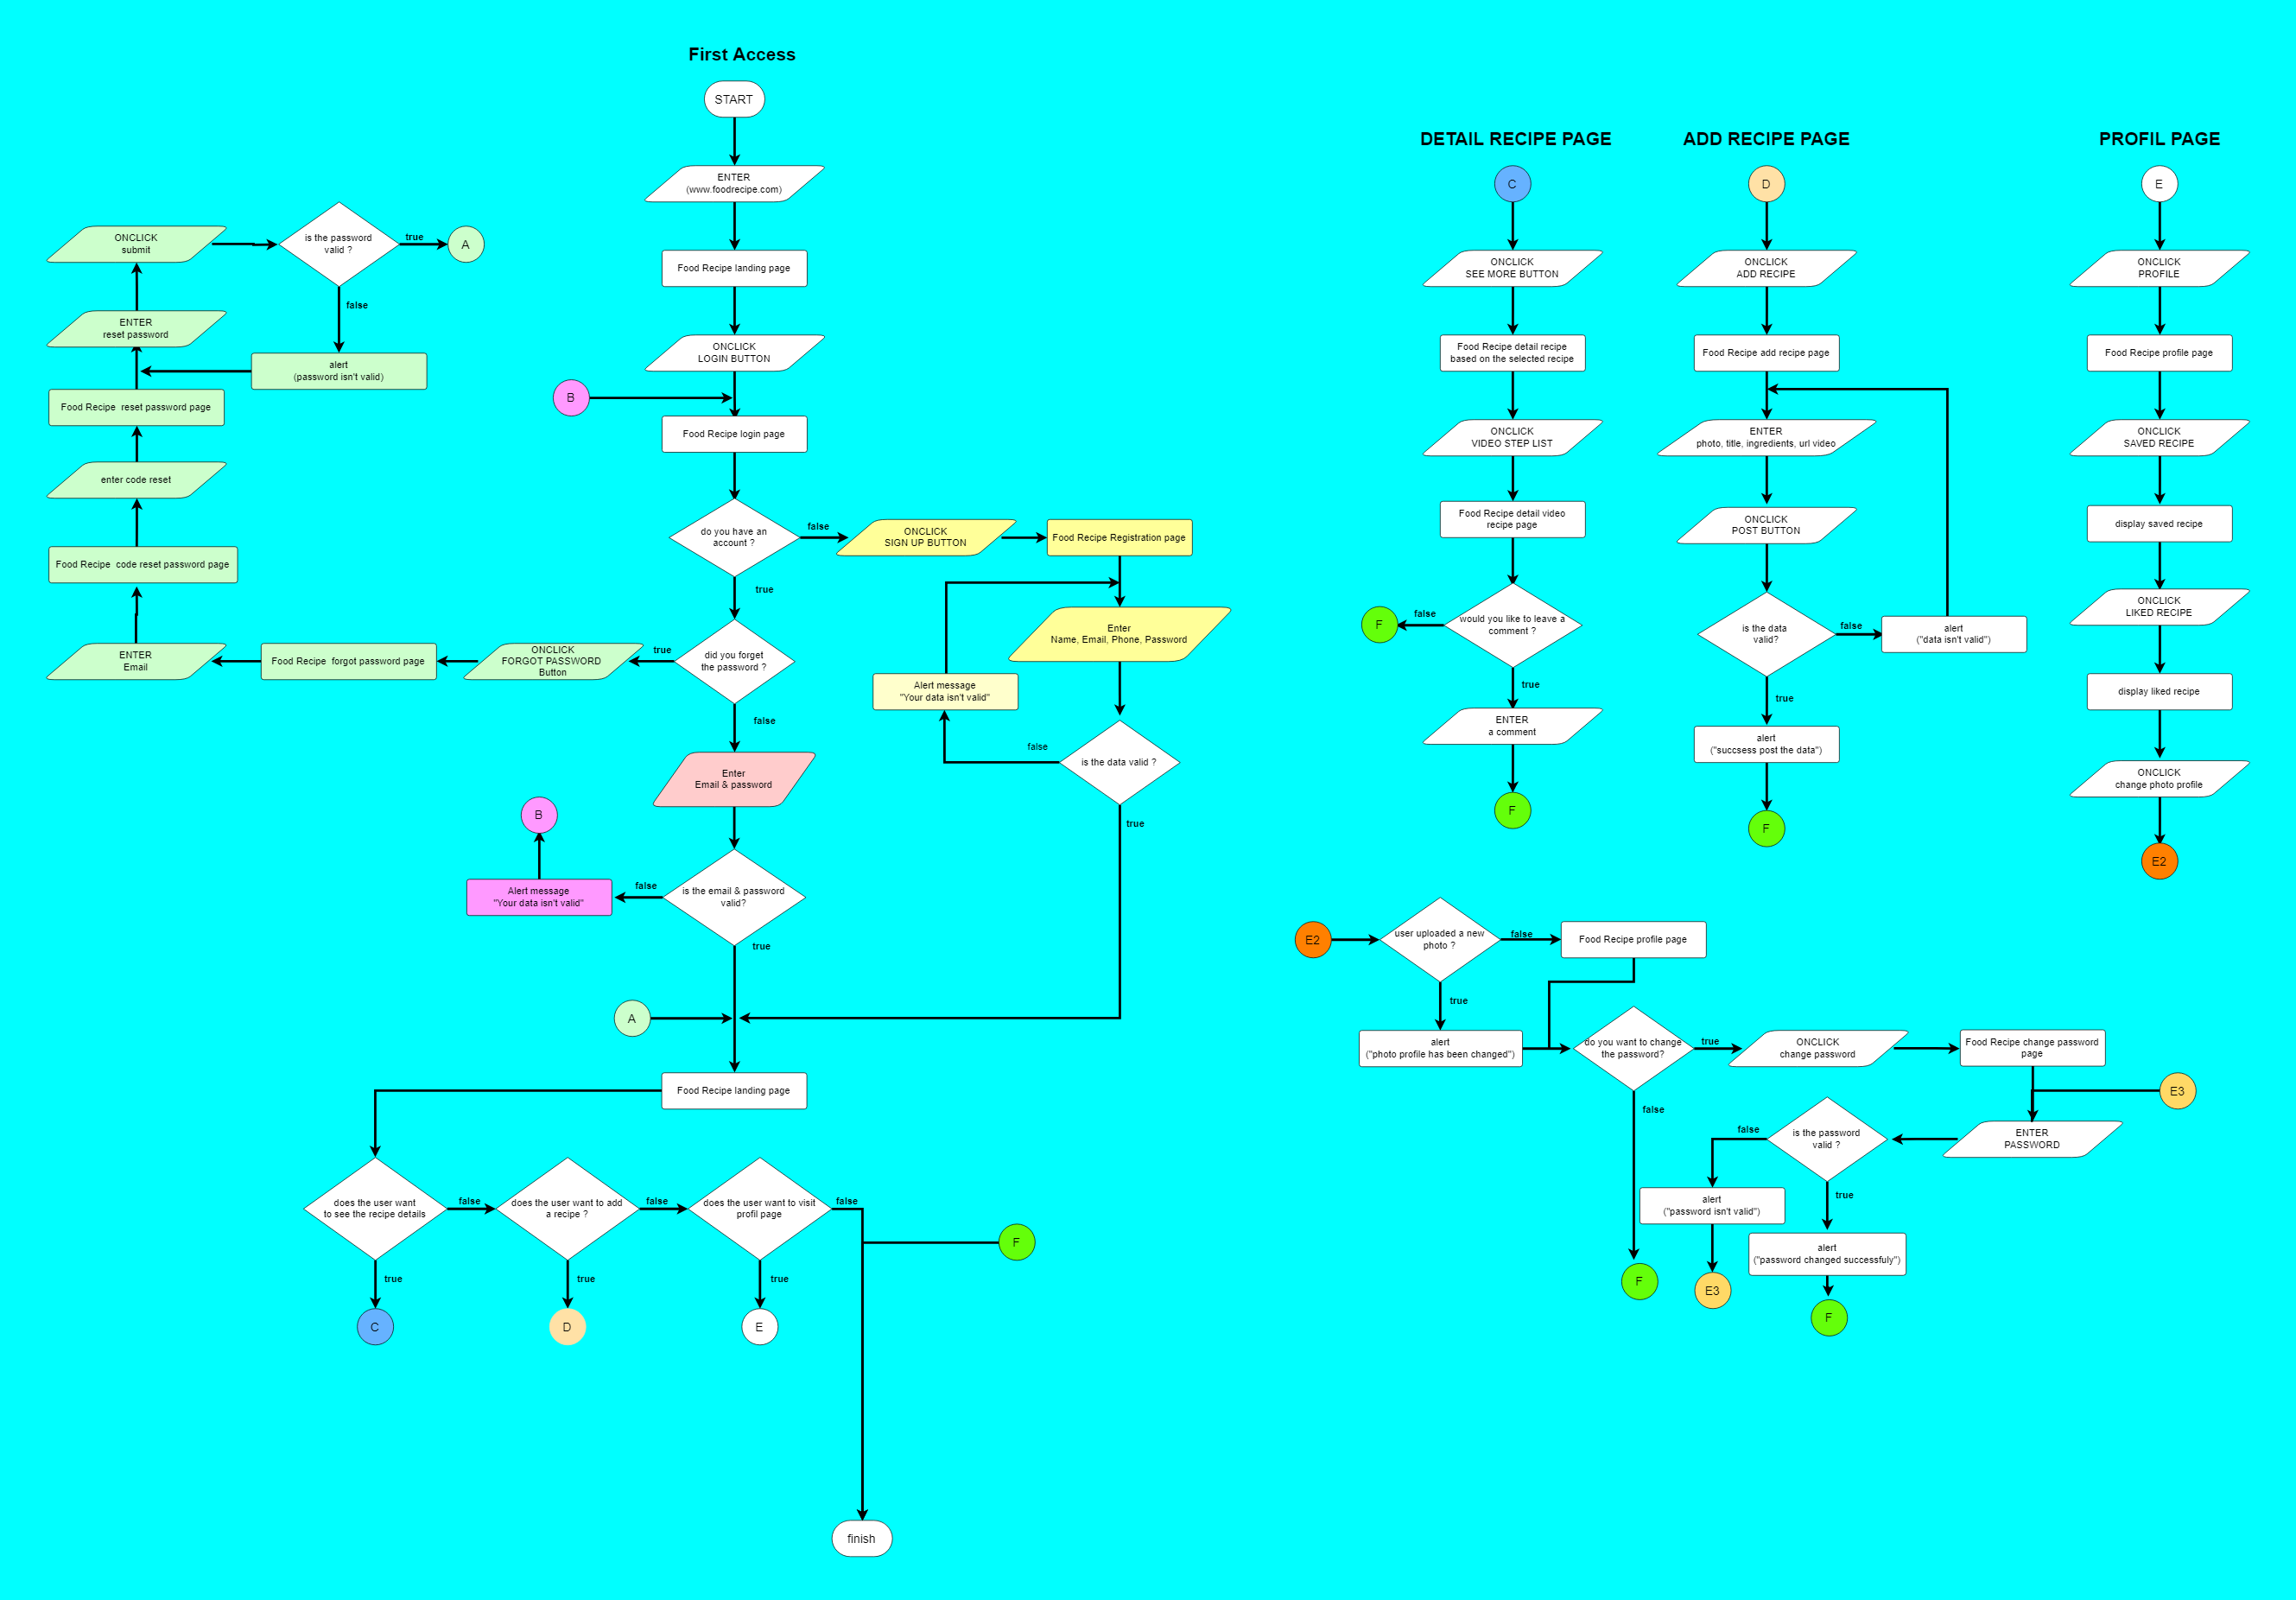 First Access
START
ENTER
(www.foodrecipe.com)
Food Recipe landing page
ONCLICK
LOGIN BUTTON
B
Food Recipe login page
do you have an
account ?
false
ONCLICK
SIGN UP BUTTON
Food Recipe Registration page
true
Enter
Name, Email, Phone, Password
Alert message
"Your data isn't valid"
false
is the data valid ?
true
did you forget
the password ?
true
ONCLICK
FORGOT PASSWORD
Button
Food Recipe  forgot password page
ENTER
Email
Food Recipe  code reset password page
enter code reset
Food Recipe  reset password page
ENTER
reset password
ONCLICK
submit
is the password
valid ?
true
A
false
alert
(password isn't valid)
false
Enter
Email & password
is the email & password
valid?
false
Alert message
"Your data isn't valid"
B
true
A
Food Recipe landing page
does the user want
to see the recipe details
false
does the user want to add
a recipe ?
false
does the user want to visit
profil page
false
true
true
true
C
D
E
F
finish
DETAIL RECIPE PAGE
C
ONCLICK
SEE MORE BUTTON
Food Recipe detail recipe
based on the selected recipe
ONCLICK
VIDEO STEP LIST
Food Recipe detail video
recipe page
would you like to leave a
comment ?
false
F
true
ENTER
a comment
F
ADD RECIPE PAGE
D
ONCLICK
ADD RECIPE
Food Recipe add recipe page
ENTER
photo, title, ingredients, url video
ONCLICK
POST BUTTON
is the data
valid?
false
alert
("data isn't valid")
true
alert
("succsess post the data")
F
PROFIL PAGE
E
ONCLICK
PROFILE
Food Recipe profile page
ONCLICK
SAVED RECIPE
display saved recipe
ONCLICK
LIKED RECIPE
display liked recipe
ONCLICK
change photo profile
E2
E2
user uploaded a new
photo ?
false
Food Recipe profile page
true
alert
("photo profile has been changed")
do you want to change
the password?
true
ONCLICK
change password
Food Recipe change password
page
E3
ENTER
PASSWORD
is the password
valid ?
false
alert
("password isn't valid")
E3
true
alert
("password changed successfuly")
F
false
F